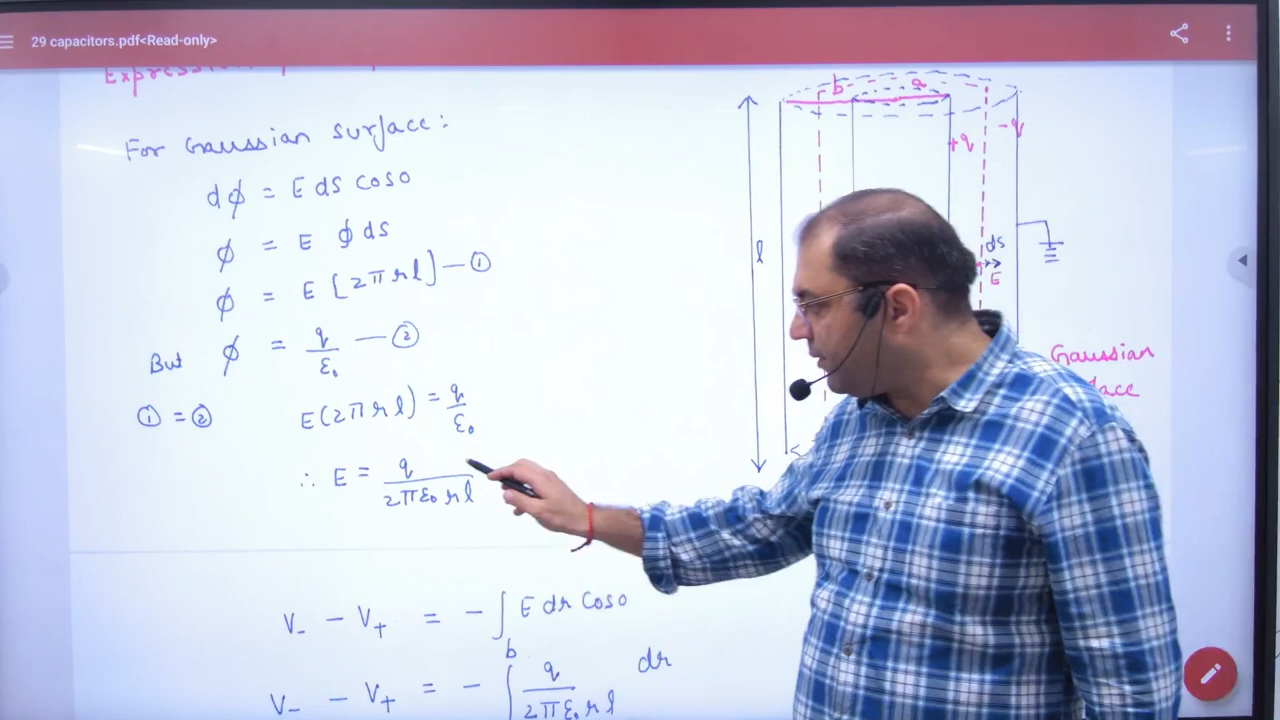 29 capacitors.pdf<Read-only>
For Gaussian Surface:
dϕ = E ds cos0
ϕ = E ∮ ds
ϕ = E [2πrl] — ①
But ϕ = q/ε₀ — ②
① = ② E(2πrl) = q/ε₀
∴ E = q/2πε₀rl
V₋ - V₊ = - ∫ E dr cos0
V₋ - V₊ = - ∫ᵇ q/2πε₀rl dr
b
a
+q
-q
l
ds
E
Gaussian